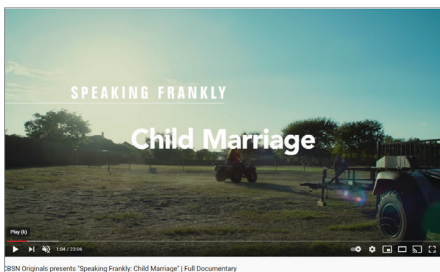 SPEAKING FRANKLY
Child Marriage
Play (k)
1:04 / 23:06
CBSN Originals presents "Speaking Frankly: Child Marriage" | Full Documentary